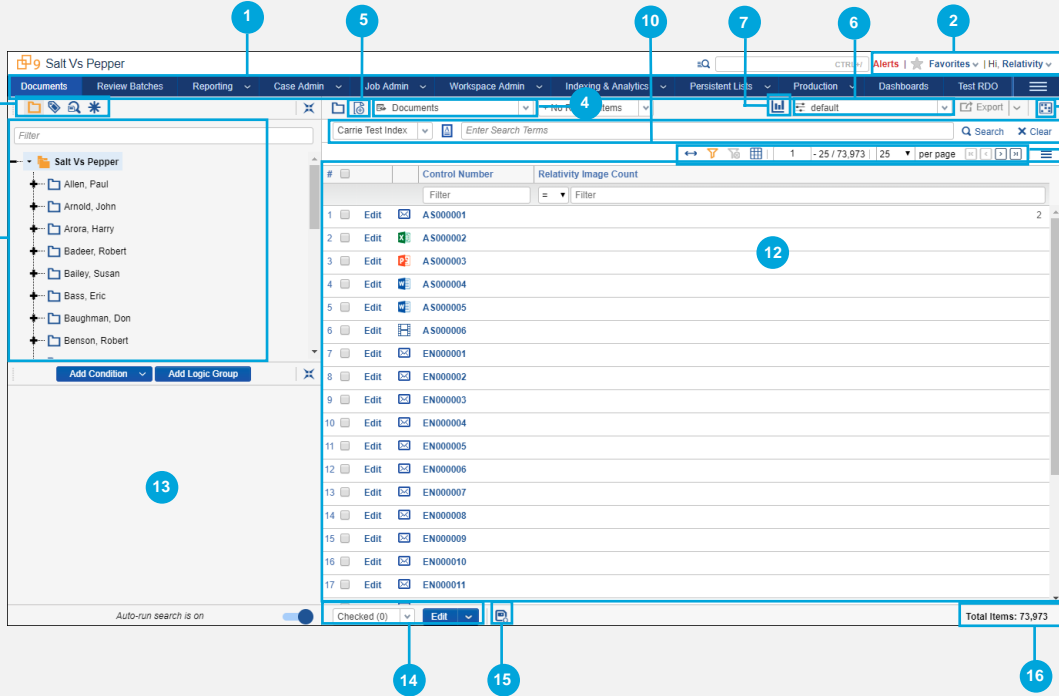 1
5
7
10
6
2
9 Salt Vs Pepper
CTRL+/
Alerts | Favorites | Hi, Relativity
Documents Review Batches Reporting Case Admin Job Admin Workspace Admin Indexing & Analytics Persistent Lists Production Dashboards Test RDO
Documents 4 default Export
Filter
Carrie Test Index A Enter Search Terms Search Clear
1 - 25 / 73,973 25 per page
Salt Vs Pepper
Allen, Paul
Arnold, John
Arora, Harry
Badeer, Robert
Bailey, Susan
Bass, Eric
Baughman, Don
Benson, Robert
Add Condition Add Logic Group
13
Auto-run search is on
# Control Number Relativity Image Count
Filter = Filter
1 Edit AS000001 2
2 Edit AS000002
12
3 Edit AS000003
4 Edit AS000004
5 Edit AS000005
6 Edit AS000006
7 Edit EN000001
8 Edit EN000002
9 Edit EN000003
10 Edit EN000004
11 Edit EN000005
12 Edit EN000006
13 Edit EN000007
14 Edit EN000008
15 Edit EN000009
16 Edit EN000010
17 Edit EN000011
Checked (0) Edit Total Items: 73,973
14
15
16